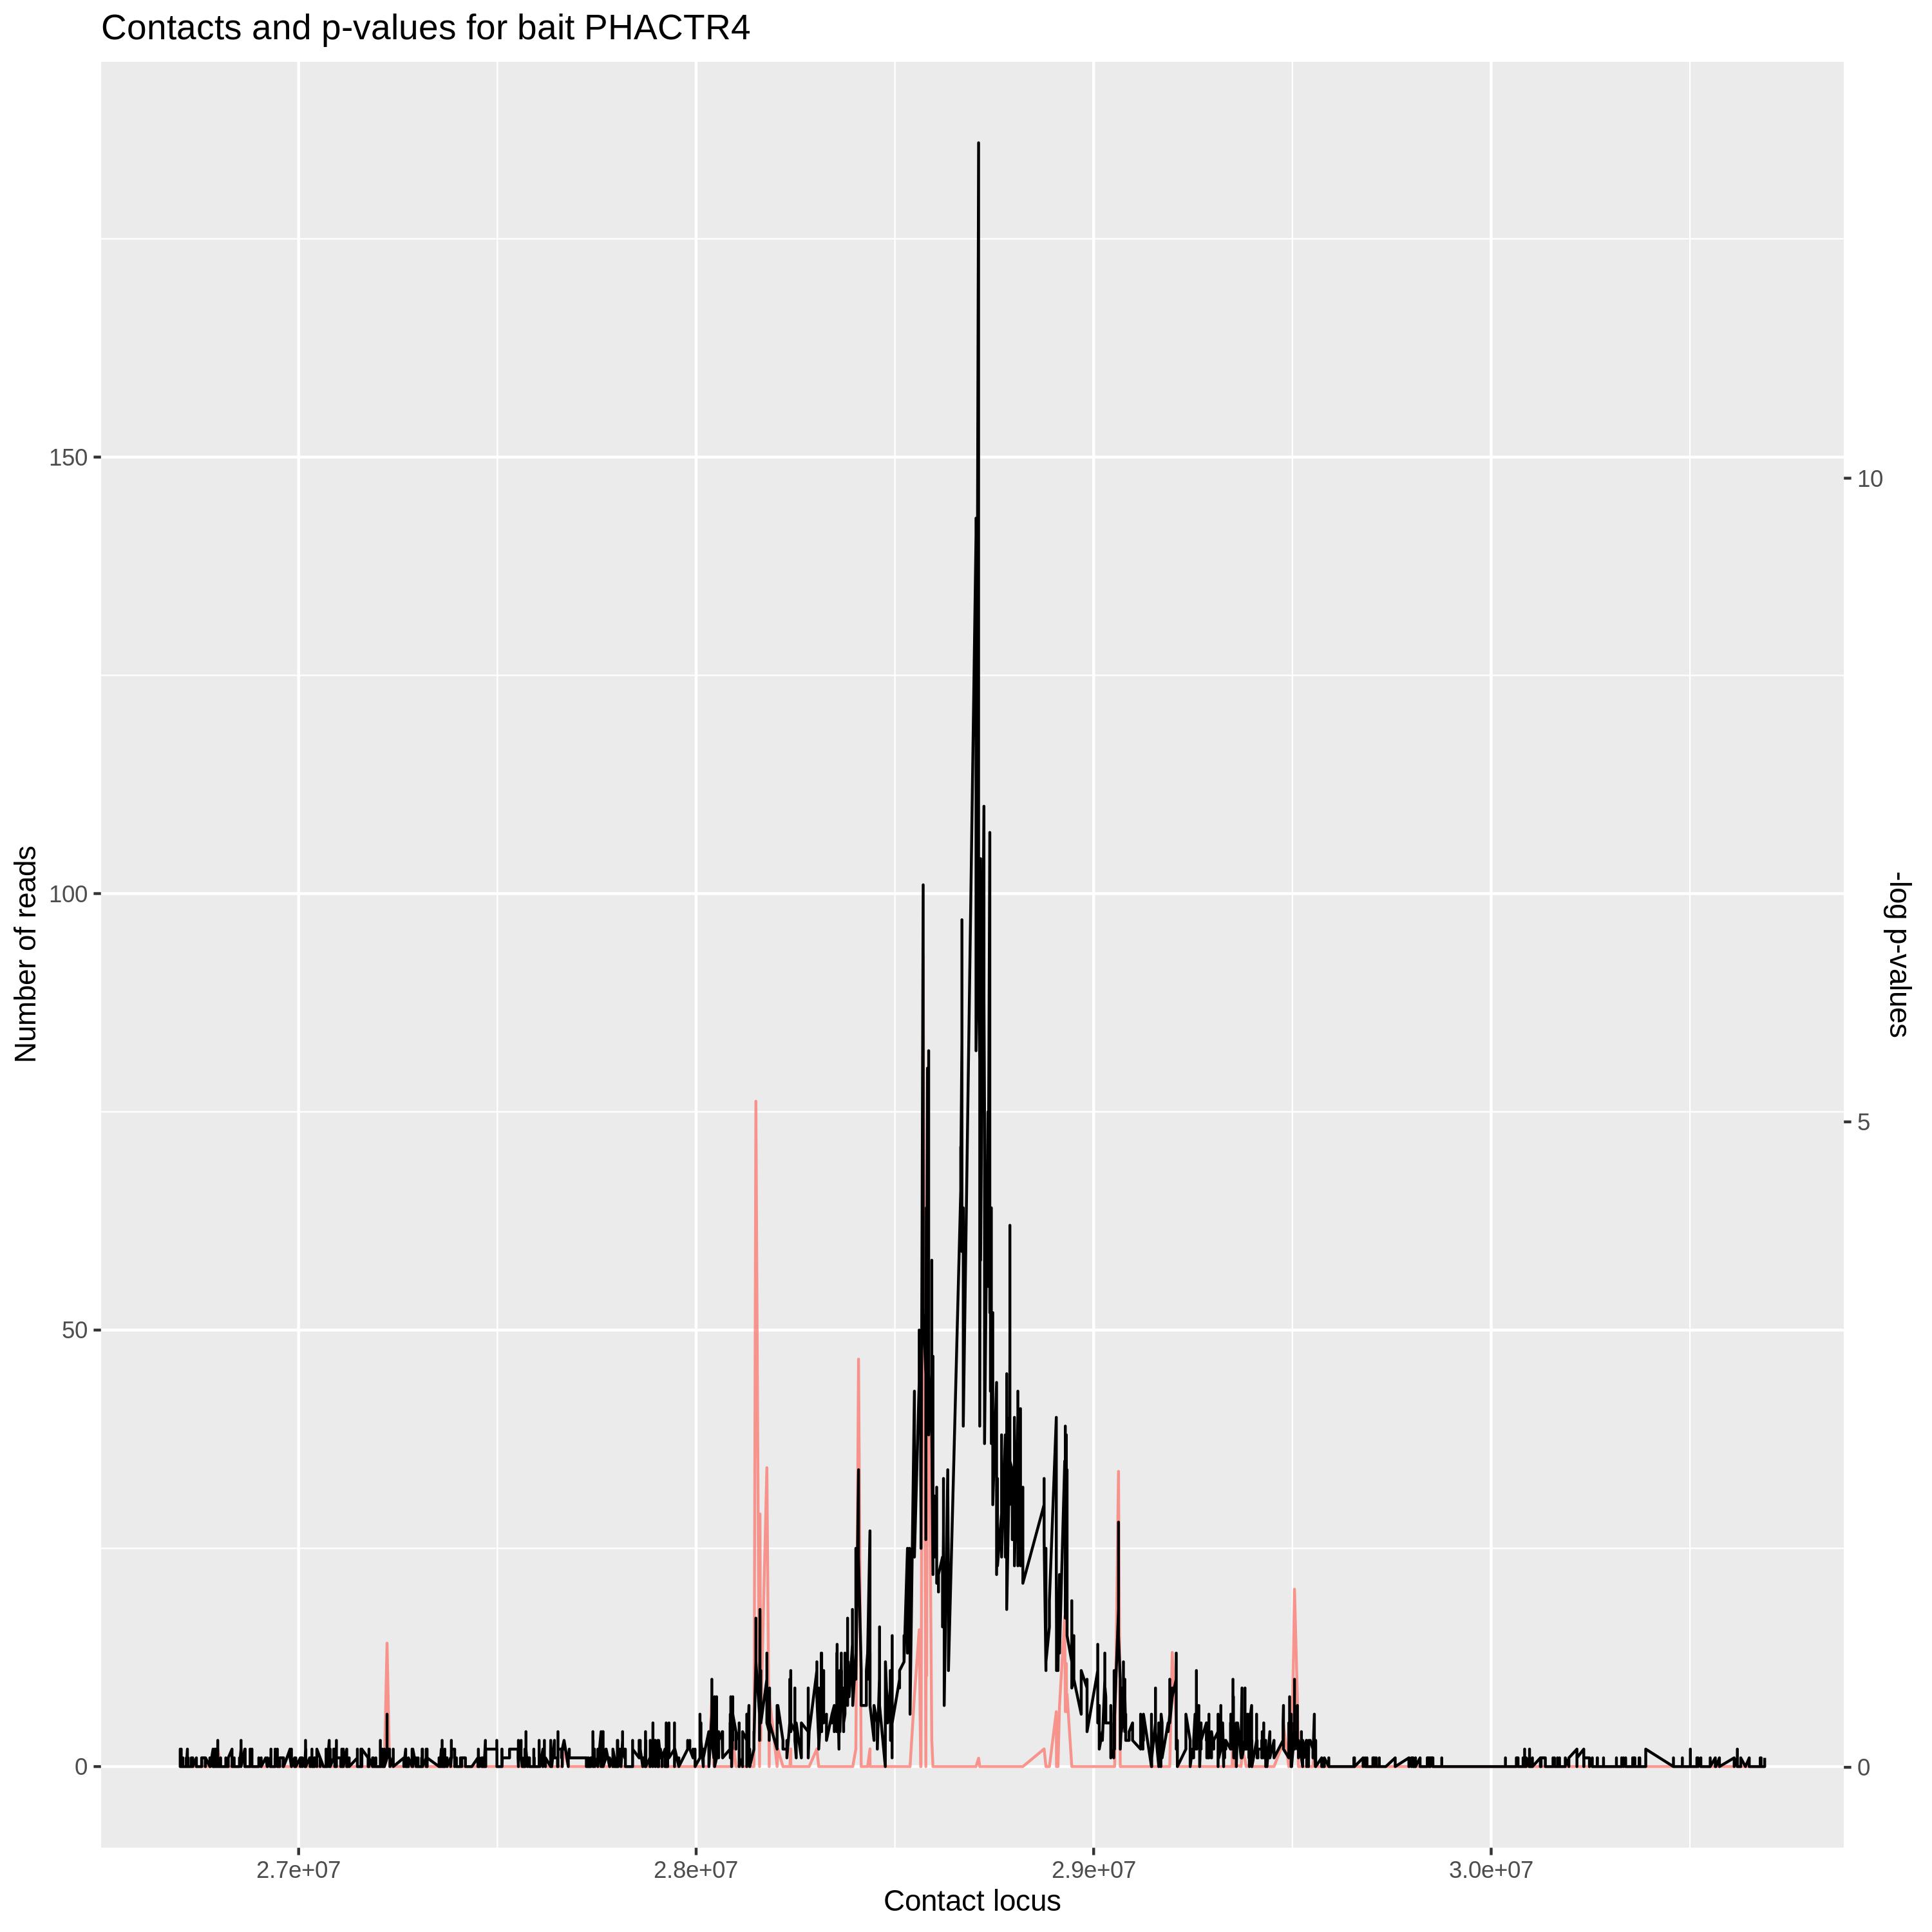 Contacts and p-values for bait PHACTR4
150
100
50
0
Number of reads
10
5
0
-log p-values
2.7e+07
2.8e+07
2.9e+07
3.0e+07
Contact locus